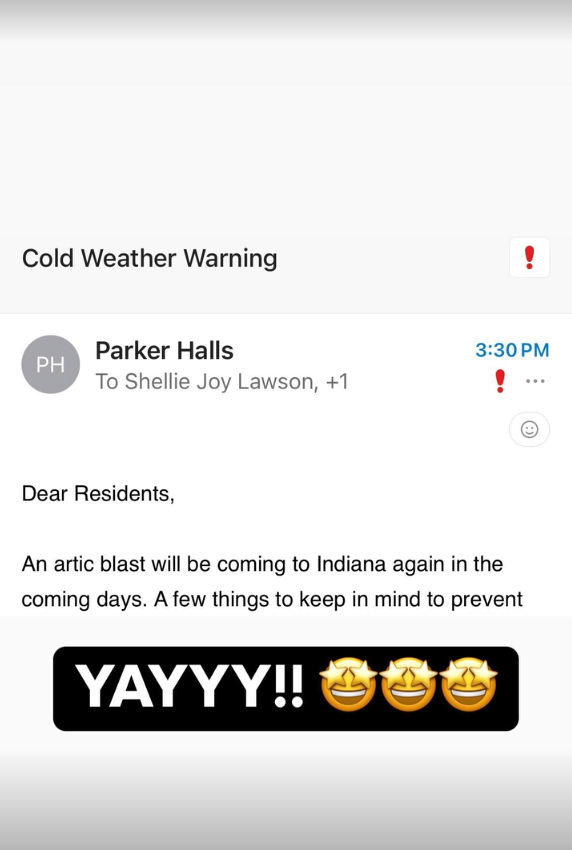 Cold Weather Warning
❗
PH
Parker Halls
3:30 PM
To Shellie Joy Lawson, +1
❗ ...
Dear Residents,
An artic blast will be coming to Indiana again in the
coming days. A few things to keep in mind to prevent
YAYYY!! 🤩🤩🤩